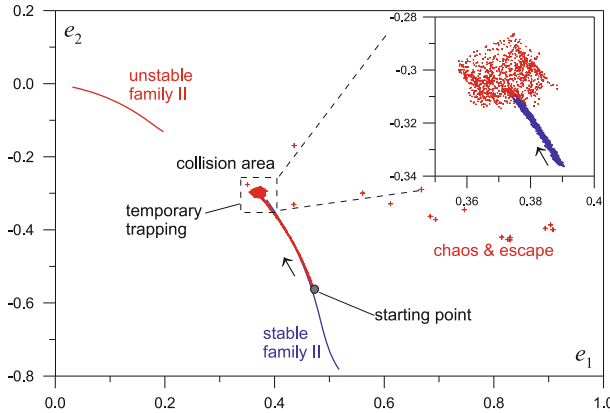 0.2
e2
-0.28
unstable
family II
0.0
-0.3
-0.32
collision area
-0.2
-0.34
0.36
0.38
0.4
temporary
trapping
-0.4
chaos & escape
starting point
-0.6
stable
family II
e1
-0.8
0.0
0.2
0.4
0.6
0.8
1.0